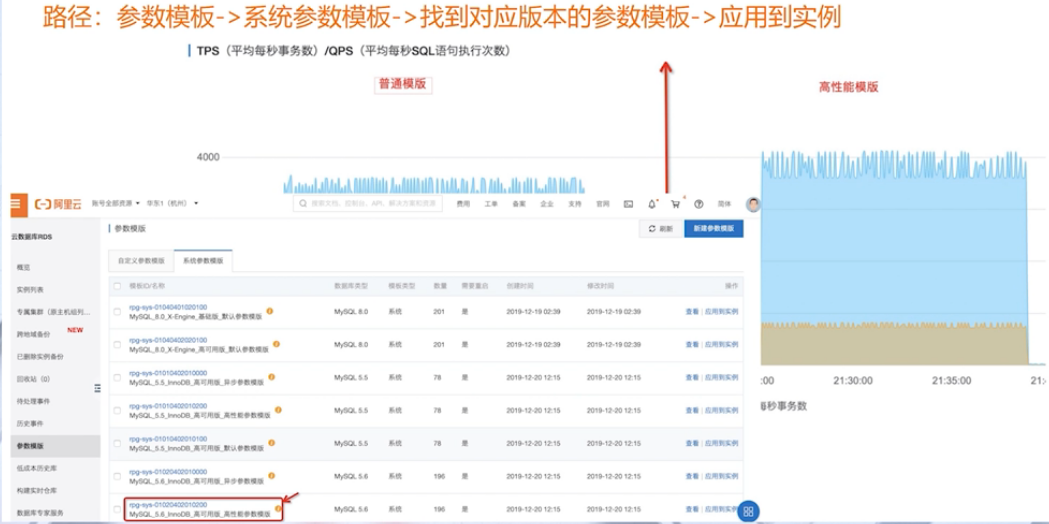 路径：参数模板->系统参数模板->找到对应版本的参数模板->应用到实例
TPS（平均每秒事务数）/QPS（平均每秒SQL语句执行次数）
普通模版
高性能模版
4000
阿里云
账号全部资源
华东1（杭州）
搜索文档、控制台、API、解决方案和资源
费用
工单
备案
企业
支持
官网
简体
云数据库RDS
参数模版
刷新
新建参数模版
概览
自定义参数模版
系统参数模版
实例列表
模板ID/名称
数据库类型
模板类型
数量
需要重启
创建时间
修改时间
操作
专属集群（原主机组列...
rpg-sys-01040401020100
MySQL_8.0_X-Engine_基础版_默认参数模版
MySQL 8.0
系统
201
是
2019-12-19 02:39
2019-12-19 02:39
查看
应用到实例
跨地域备份
NEW
rpg-sys-01040402020100
MySQL_8.0_X-Engine_高可用版_默认参数模版
MySQL 8.0
系统
201
是
2019-12-19 02:39
2019-12-19 02:39
查看
应用到实例
已删除实例备份
回收站（0）
rpg-sys-01010402010000
MySQL_5.5_InnoDB_高可用版_异步参数模版
MySQL 5.5
系统
78
是
2019-12-20 12:15
2019-12-20 12:15
查看
应用到实例
待处理事件
rpg-sys-01010402010200
MySQL_5.5_InnoDB_高可用版_高性能参数模版
MySQL 5.5
系统
78
是
2019-12-20 12:15
2019-12-20 12:15
查看
应用到实例
历史事件
参数模版
rpg-sys-01010402010100
MySQL_5.5_InnoDB_高可用版_默认参数模版
MySQL 5.5
系统
78
是
2019-12-20 12:15
2019-12-20 12:15
查看
应用到实例
低成本历史库
rpg-sys-01020402010000
MySQL_5.6_InnoDB_高可用版_异步参数模版
MySQL 5.6
系统
196
是
2019-12-20 12:15
2019-12-20 12:15
查看
应用到实例
构建实时仓库
数据库专家服务
rpg-sys-01020402010200
MySQL_5.6_InnoDB_高可用版_高性能参数模版
MySQL 5.6
系统
196
是
2019-12-20 12:15
2019-12-20 12:15
查看
应用到实例
:00
21:30:00
21:35:00
21:
每秒事务数